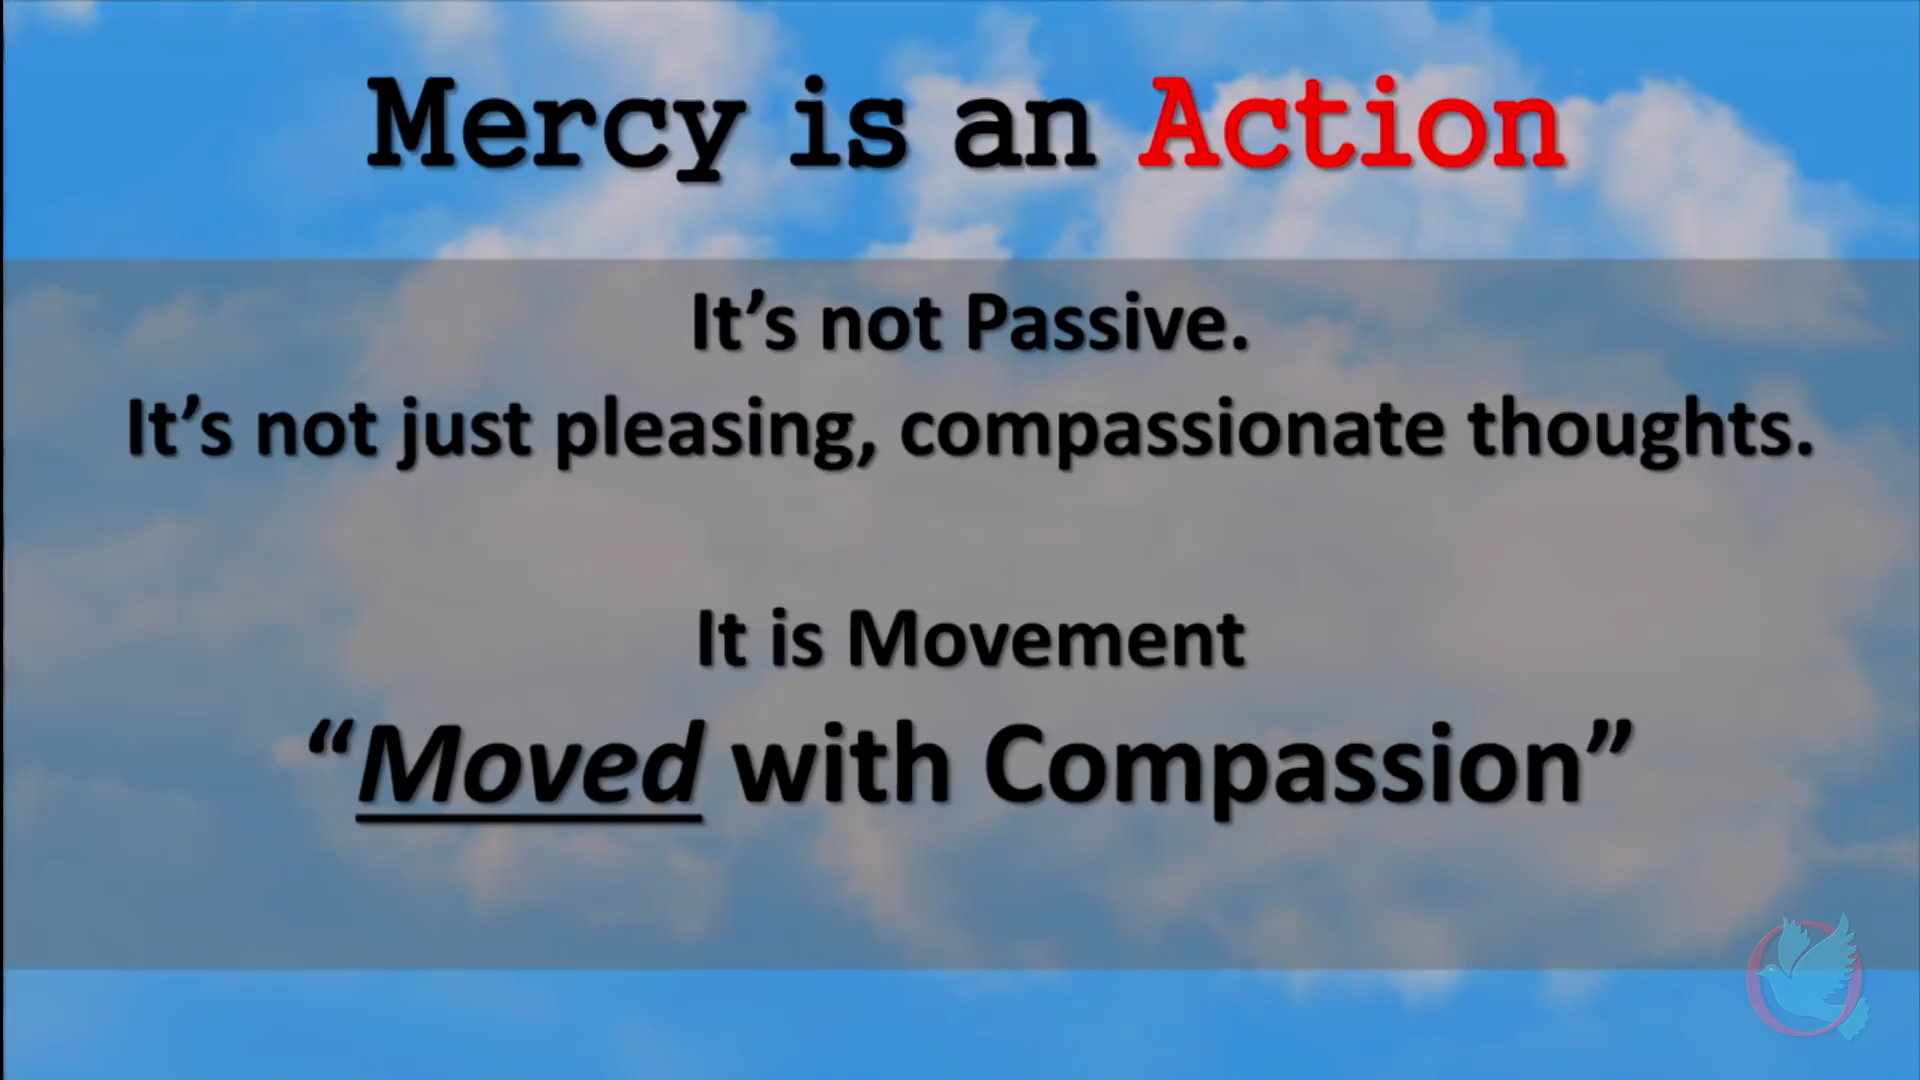 Mercy is an Action
It’s not Passive.
It’s not just pleasing, compassionate thoughts.
It is Movement
“Moved with Compassion”